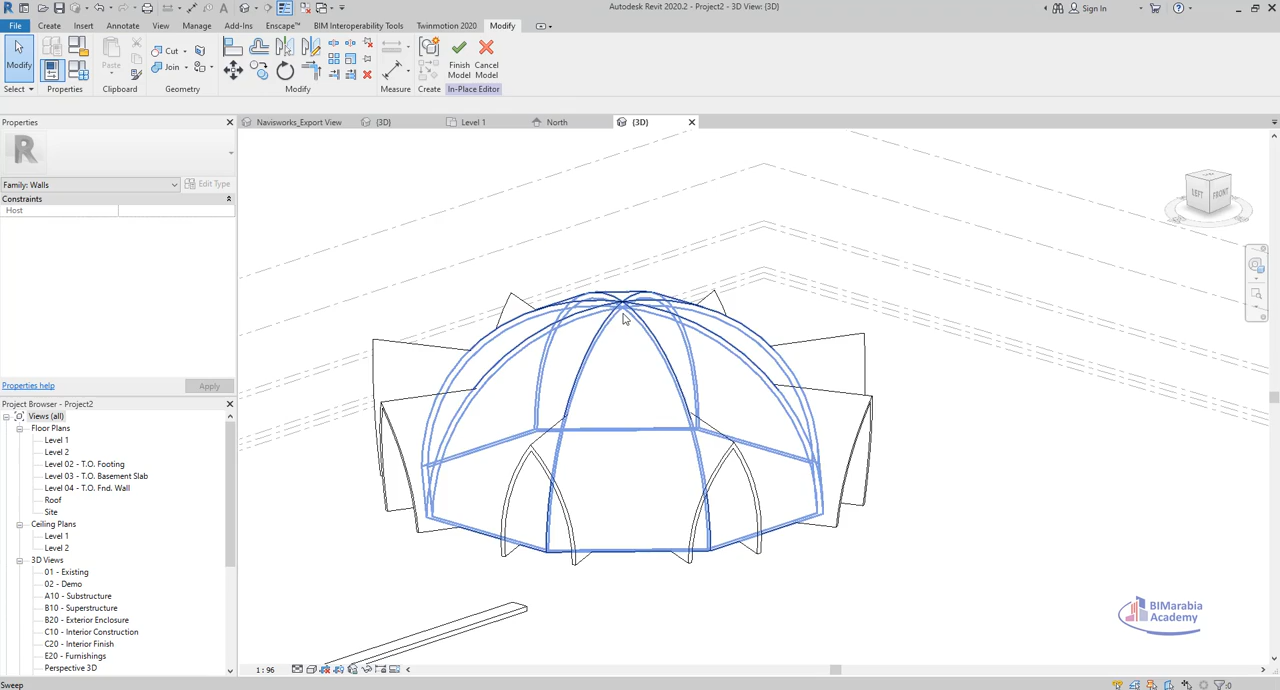 Autodesk Revit 2020.2 - Project2 - 3D View: {3D}
Sign In
File Create Insert Annotate View Manage Add-Ins Enscape™ BIM Interoperability Tools Twinmotion 2020 Modify
Modify
Paste
Cut
Join
Finish Model
Cancel Model
Select Properties Clipboard Geometry Modify Measure Create In-Place Editor
Properties
Navisworks_Export View {3D} Level 1 North {3D}
R
Family: Walls
Edit Type
Constraints
Host
Properties help
Apply
Project Browser - Project2
Views (all)
Floor Plans
Level 1
Level 2
Level 02 - T.O. Footing
Level 03 - T.O. Basement Slab
Level 04 - T.O. Fnd. Wall
Roof
Site
Ceiling Plans
Level 1
Level 2
3D Views
01 - Existing
02 - Demo
A10 - Substructure
B10 - Superstructure
B20 - Exterior Enclosure
C10 - Interior Construction
C20 - Interior Finish
E20 - Furnishings
Perspective 3D
LEFT FRONT
BIMarabia
Academy
1 : 96
Sweep
:0